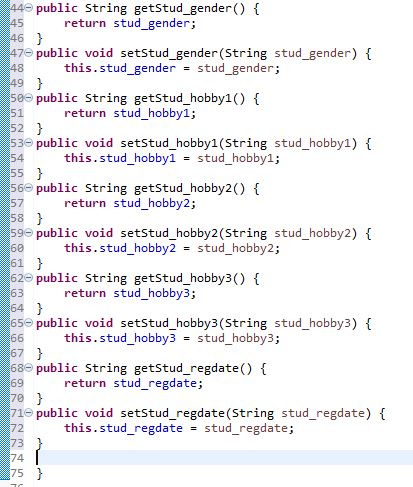 44 public String getStud_gender() {
45     return stud_gender;
46 }
47 public void setStud_gender(String stud_gender) {
48     this.stud_gender = stud_gender;
49 }
50 public String getStud_hobby1() {
51     return stud_hobby1;
52 }
53 public void setStud_hobby1(String stud_hobby1) {
54     this.stud_hobby1 = stud_hobby1;
55 }
56 public String getStud_hobby2() {
57     return stud_hobby2;
58 }
59 public void setStud_hobby2(String stud_hobby2) {
60     this.stud_hobby2 = stud_hobby2;
61 }
62 public String getStud_hobby3() {
63     return stud_hobby3;
64 }
65 public void setStud_hobby3(String stud_hobby3) {
66     this.stud_hobby3 = stud_hobby3;
67 }
68 public String getStud_regdate() {
69     return stud_regdate;
70 }
71 public void setStud_regdate(String stud_regdate) {
72     this.stud_regdate = stud_regdate;
73 }
74
75 }